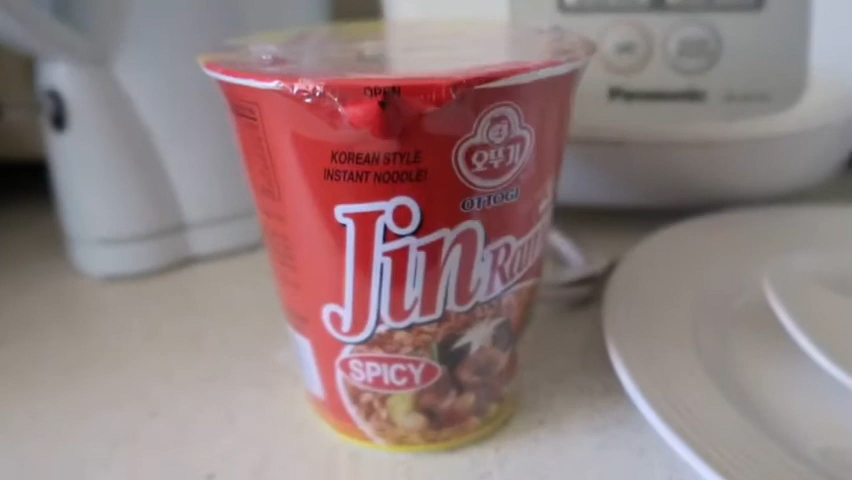 Panasonic
OPEN
KOREAN STYLE
INSTANT NOODLE!
오뚜기
OTTOGI
Jin
SPICY